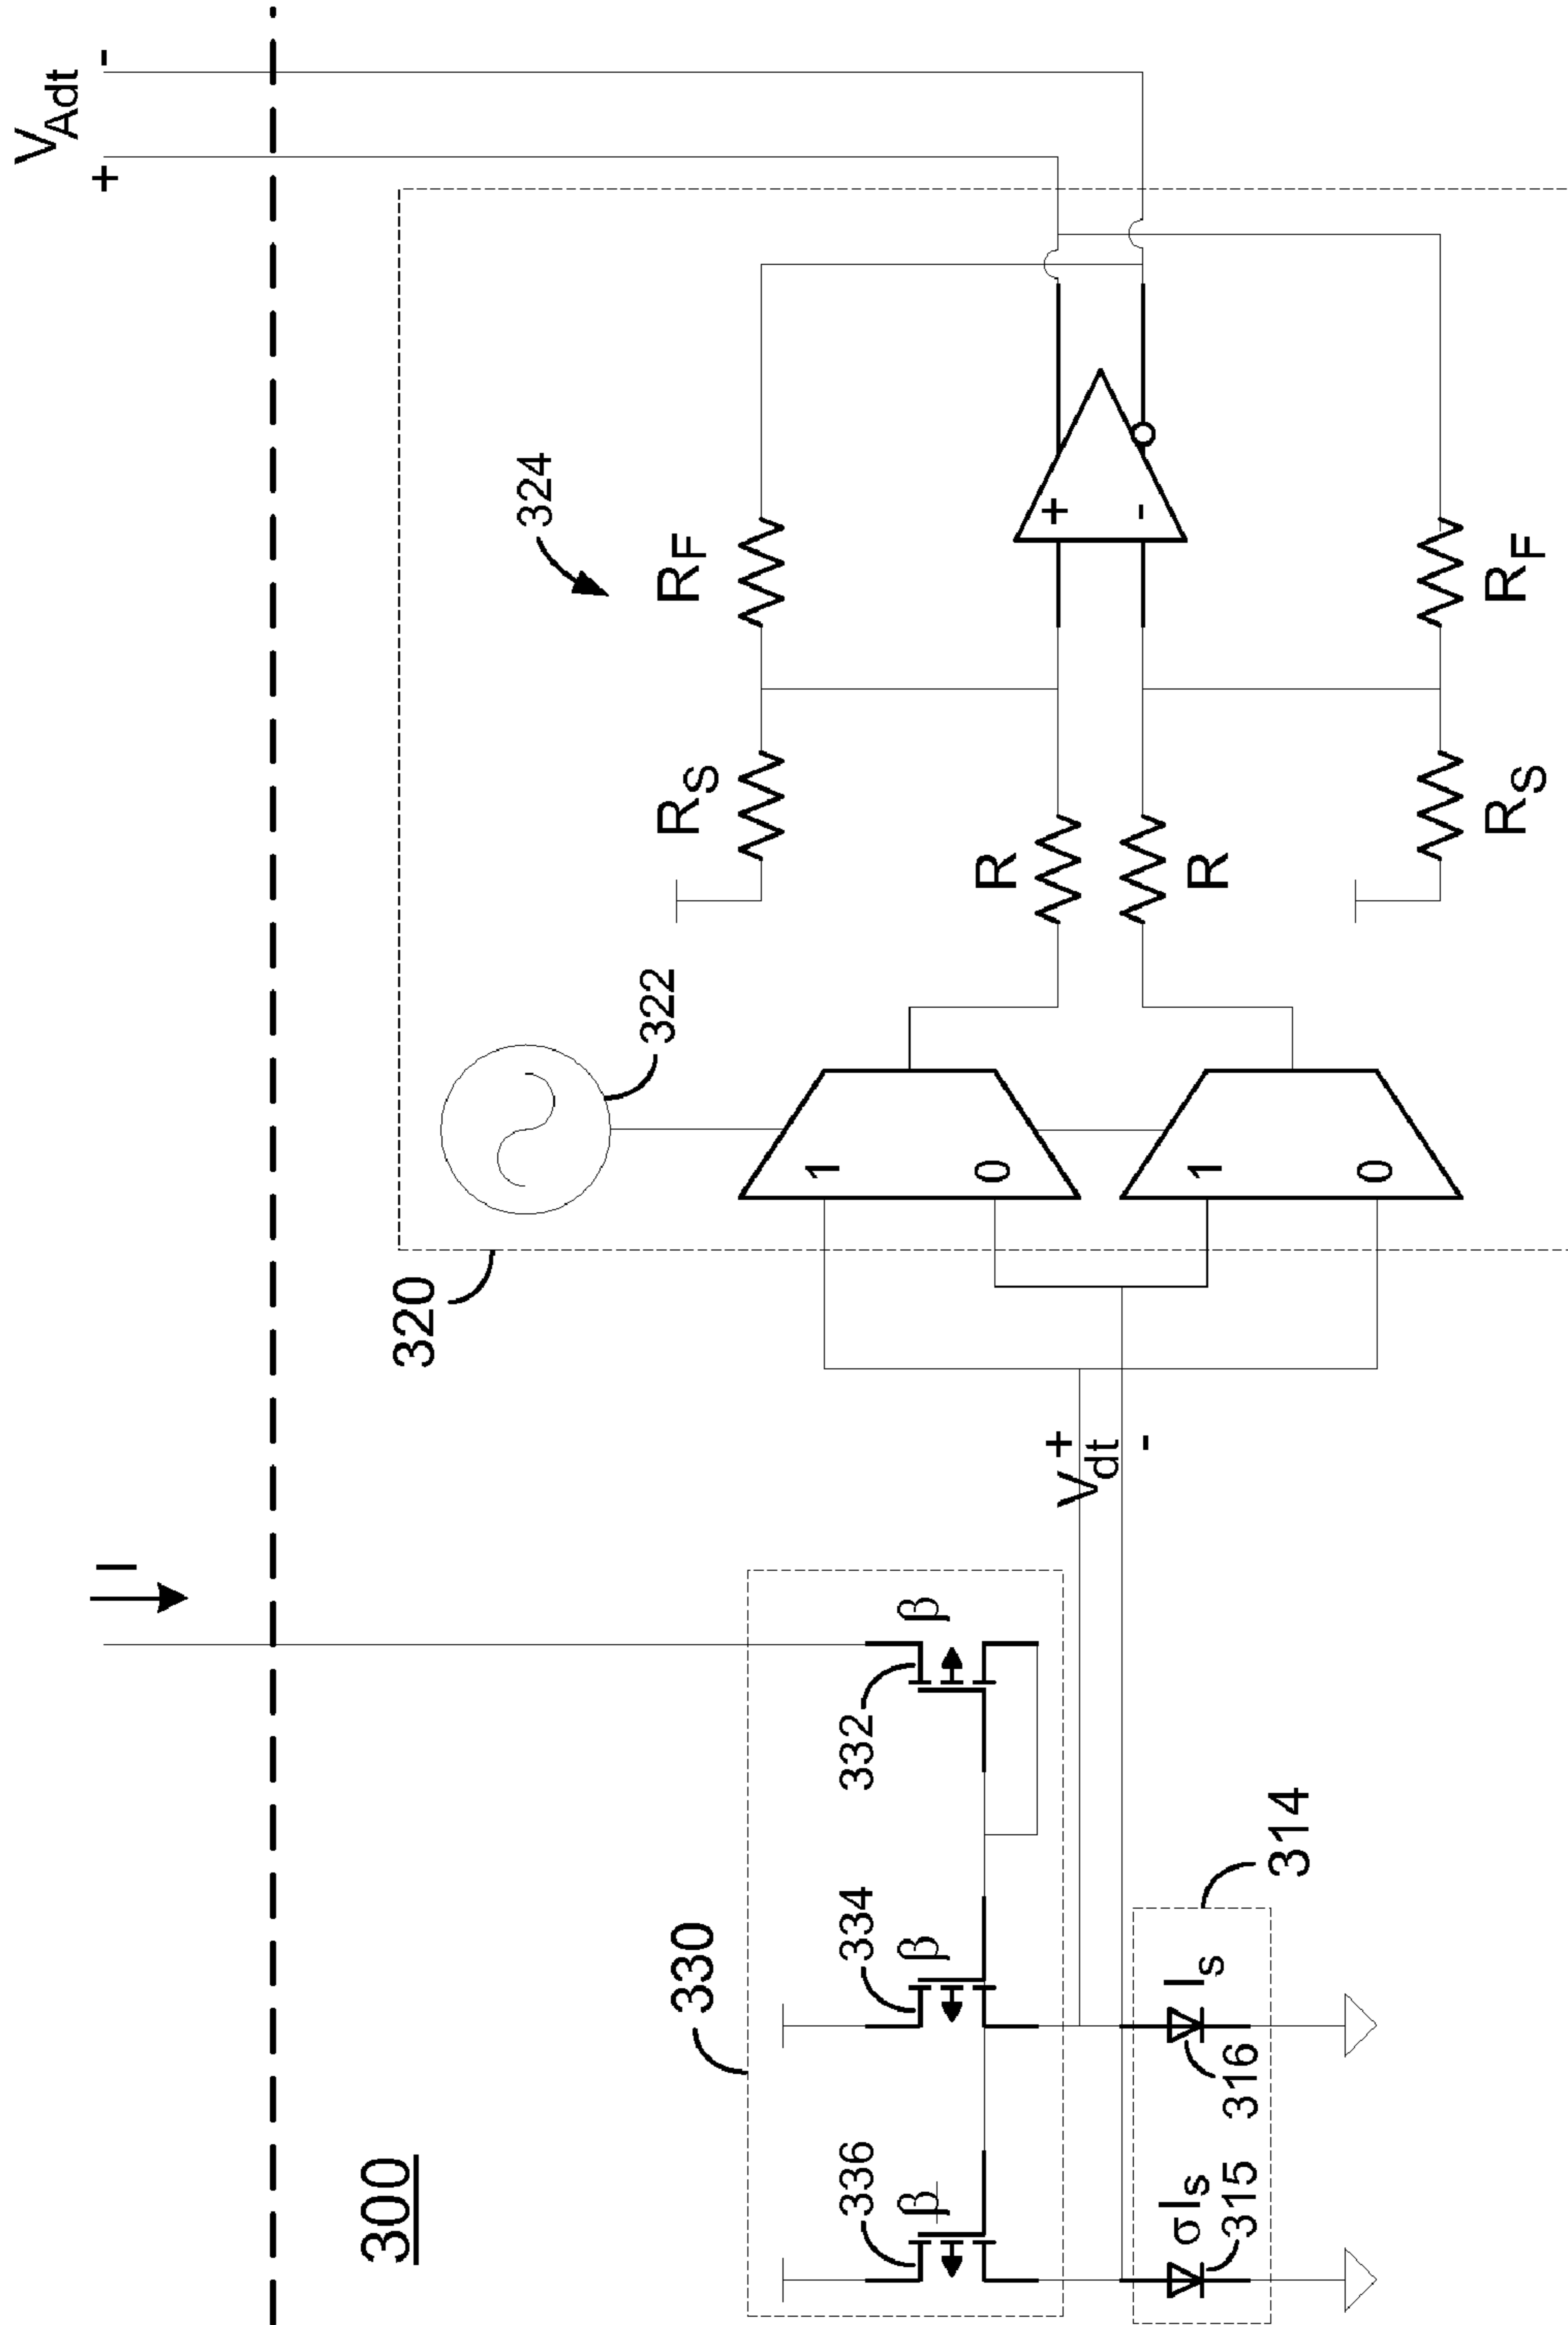 V_Adt
+ -
I
320
322
324
R_S R_F
R
R
R_S R_F
+
-
1
0
1
0
V_dt
+
-
300
330
336 334 332
β β β
σI_s I_s
315 316
314